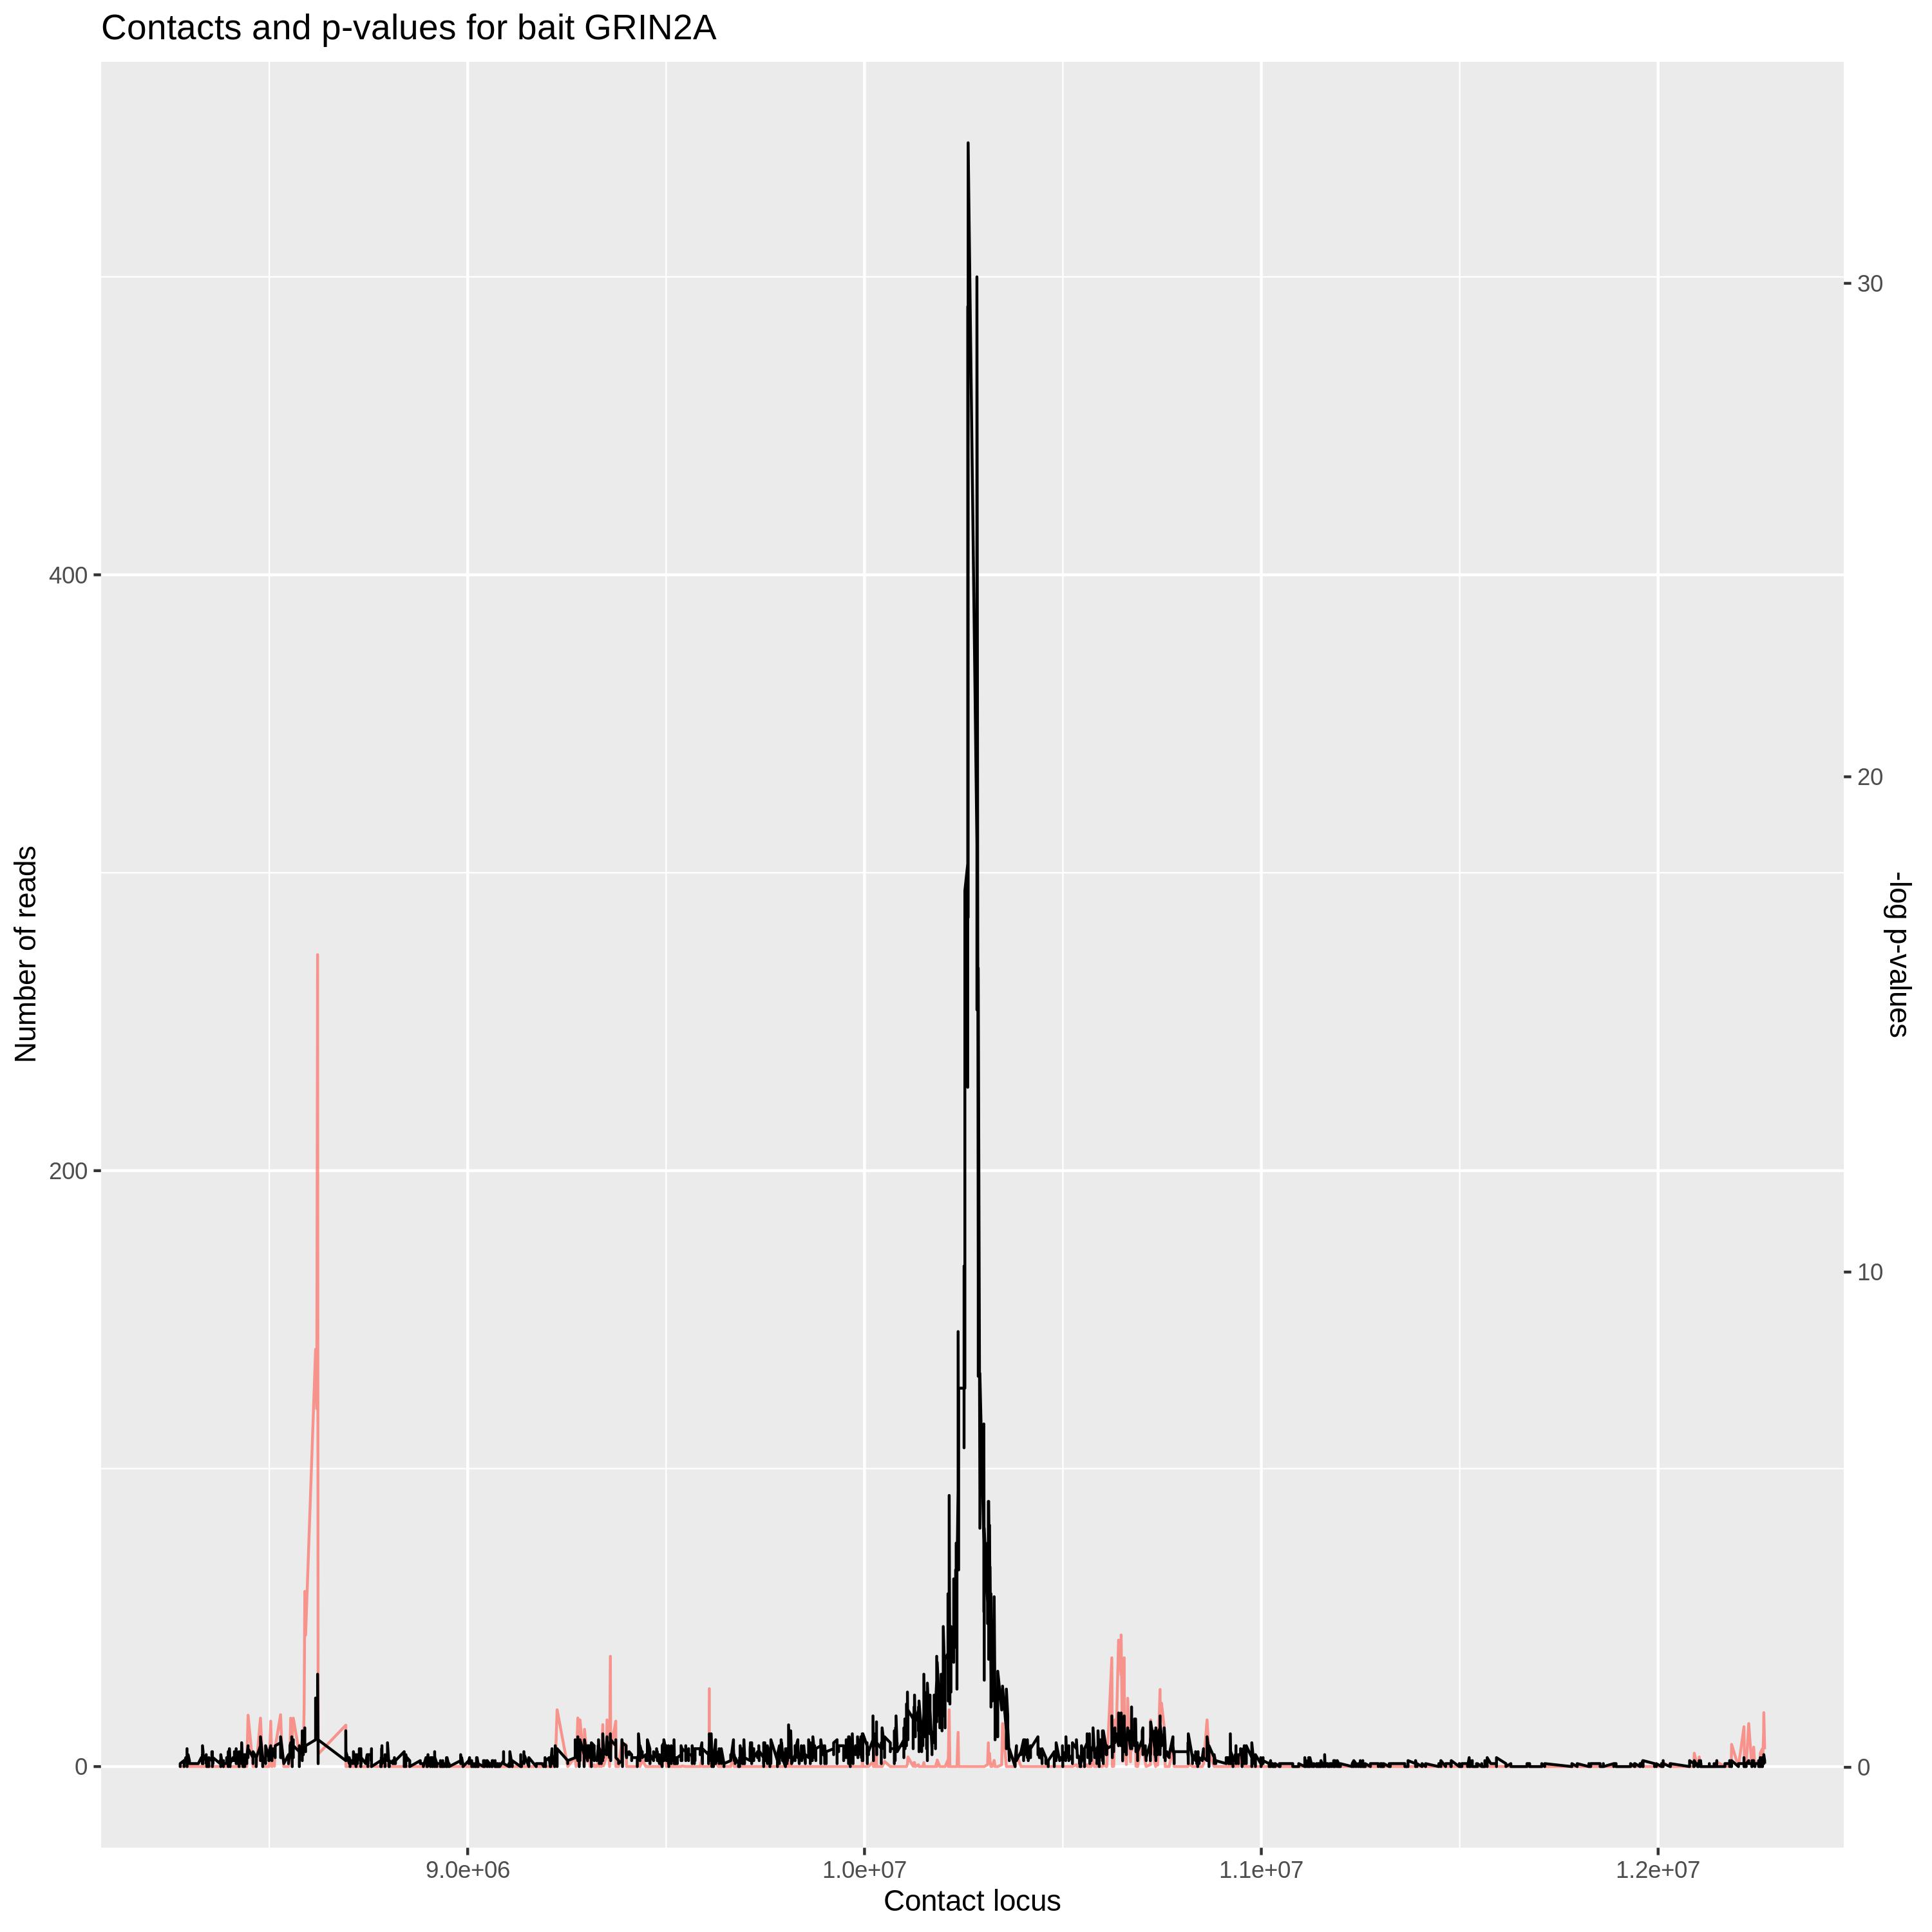 Contacts and p-values for bait GRIN2A
Number of reads
400
200
0
30
20
10
0
-log p-values
9.0e+06
1.0e+07
1.1e+07
1.2e+07
Contact locus